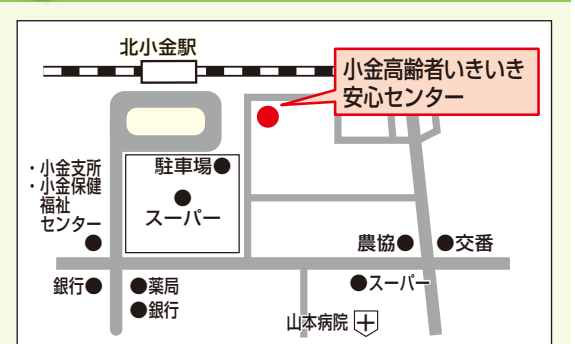 北小金駅
小金高齢者いきいき
安心センター
・小金支所
・小金保健
福祉
センター
駐車場
スーパー
農協
交番
銀行
薬局
銀行
スーパー
山本病院